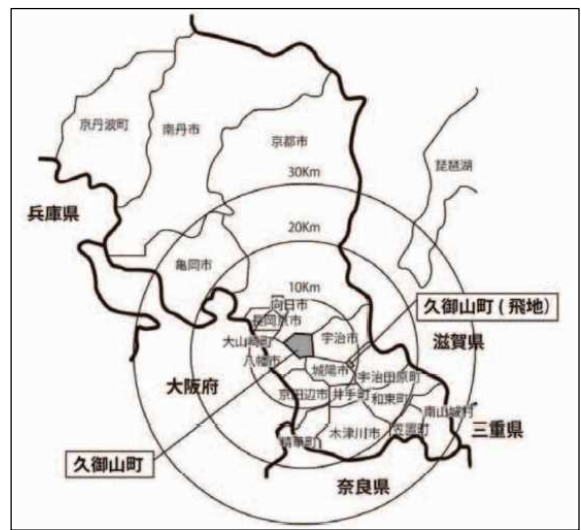 京丹波町
南丹市
京都市
琵琶湖
30Km
兵庫県
20Km
亀岡市
10Km
向日市
久御山町(飛地)
長岡京市
大山崎町
宇治市
滋賀県
八幡市
城陽市
宇治田原町
大阪府
京田辺市
井手町
和束町
南山城村
三重県
笠置町
木津川市
精華町
久御山町
奈良県